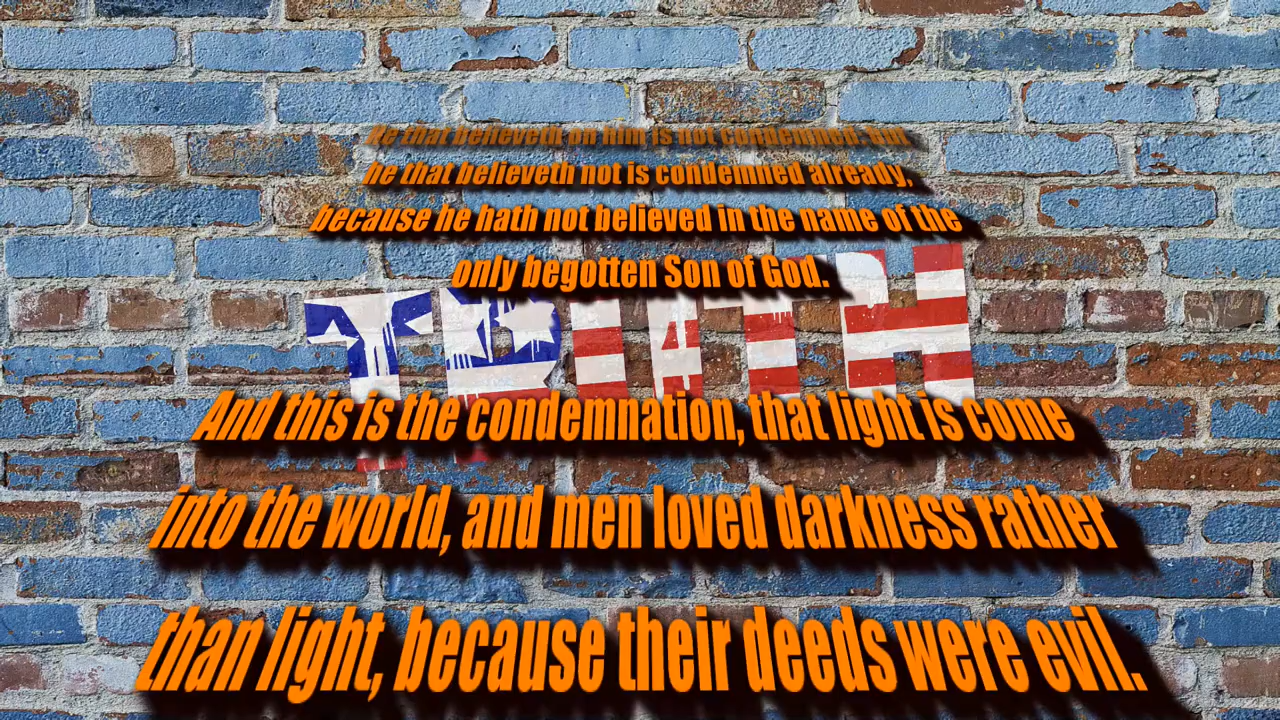 He that believeth on him is not condemned: but
he that believeth not is condemned already,
because he hath not believed in the name of the
only begotten Son of God.
TRUTH
And this is the condemnation, that light is come
into the world, and men loved darkness rather
than light, because their deeds were evil.